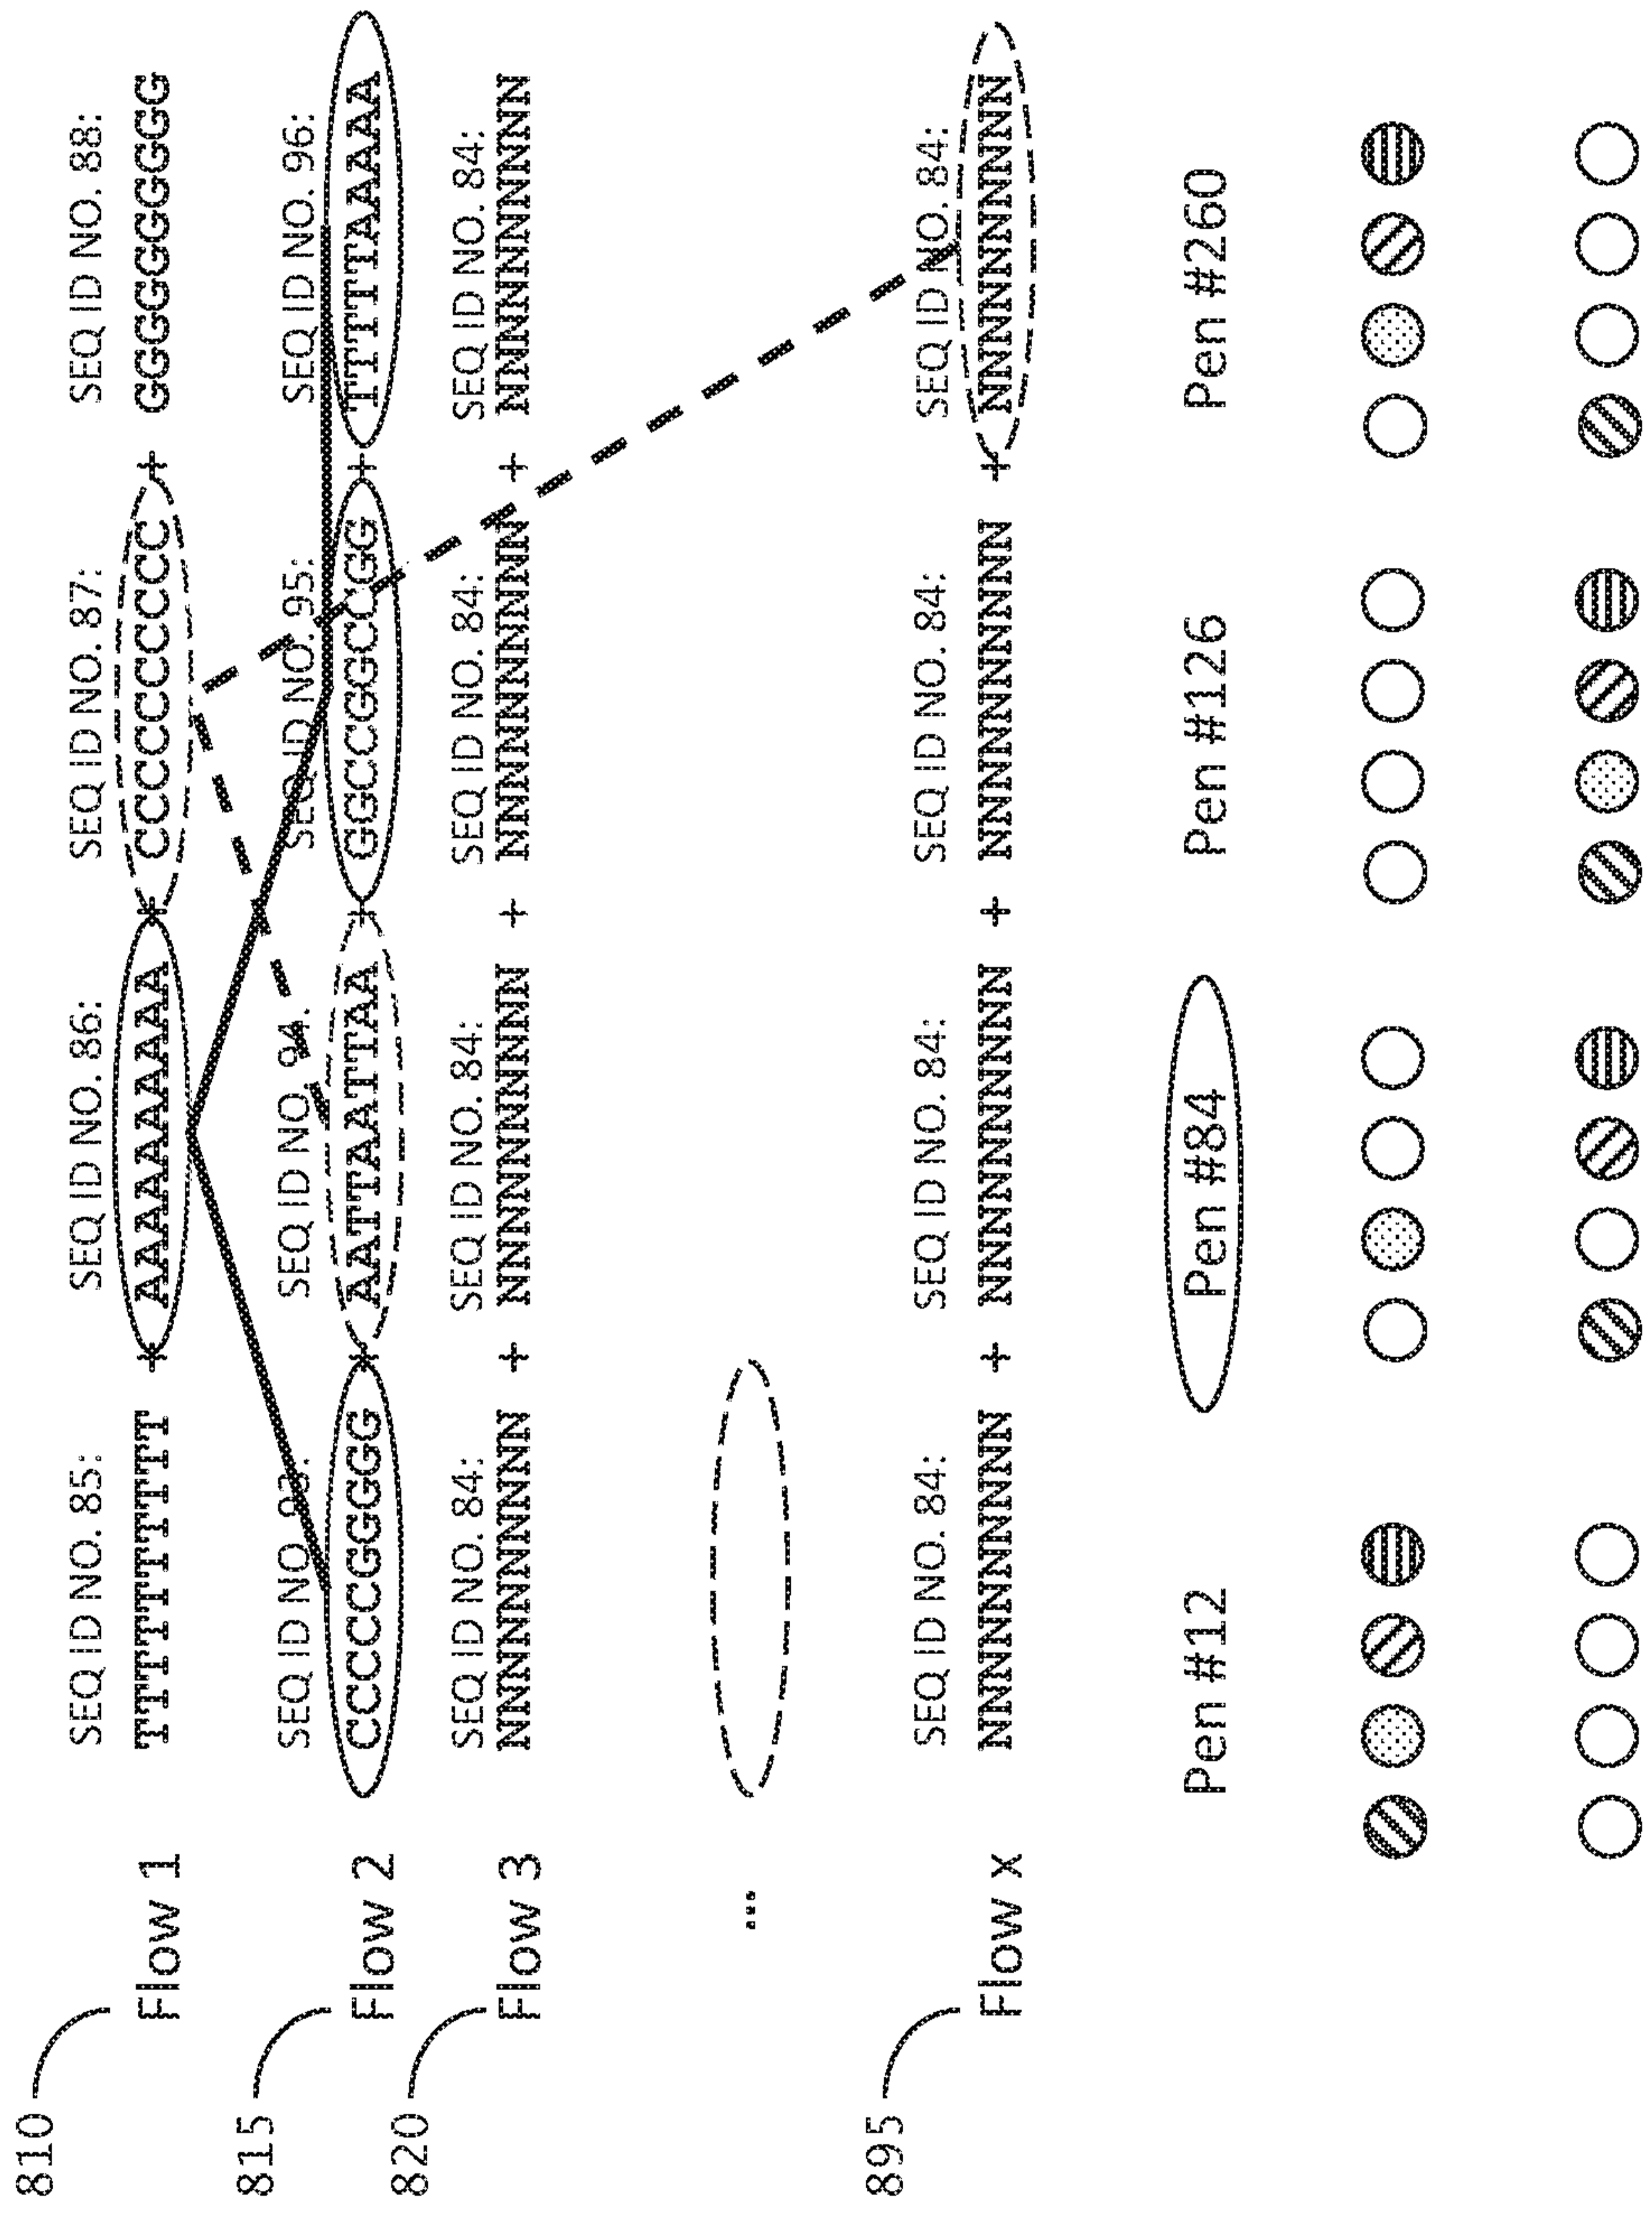 810
SEQ ID NO. 85: SEQ ID NO. 86: SEQ ID NO. 87: SEQ ID NO. 88:
Flow 1 TTTTTTTTTT + AAAAAAAAAA + CCCCCCCCCC + GGGGGGGGGG
815
SEQ ID NO. 93: SEQ ID NO. 94: SEQ ID NO. 95: SEQ ID NO. 96:
Flow 2 CCCCCGGGGG + AATTAATTAA + GGCCGGCCGG + TTTTTAAAAA
820
SEQ ID NO. 84: SEQ ID NO. 84: SEQ ID NO. 84: SEQ ID NO. 84:
Flow 3 NNNNNNNNNN + NNNNNNNNNN + NNNNNNNNNN + NNNNNNNNNN
...
895
SEQ ID NO. 84: SEQ ID NO. 84: SEQ ID NO. 84: SEQ ID NO. 84:
Flow x NNNNNNNNNN + NNNNNNNNNN + NNNNNNNNNN + NNNNNNNNNN
Pen #12 Pen #84 Pen #126 Pen #260